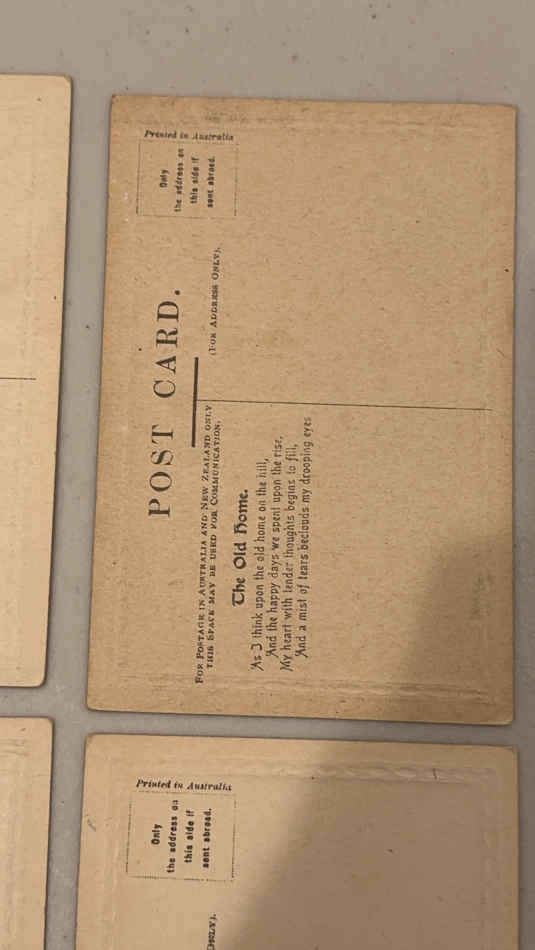 Printed in Australia
Only
the address on
this side if
sent abroad.
POST CARD.
FOR POSTAGE IN AUSTRALIA AND NEW ZEALAND ONLY
THIS SPACE MAY BE USED FOR COMMUNICATION.
(FOR ADDRESS ONLY).
The Old Home.
As I think upon the old home on the hill,
And the happy days we spent upon the rise,
My heart with tender thoughts begins to fill,
And a mist of tears beclouds my drooping eyes
Printed in Australia
Only
the address on
this side if
sent abroad.
ONLY).